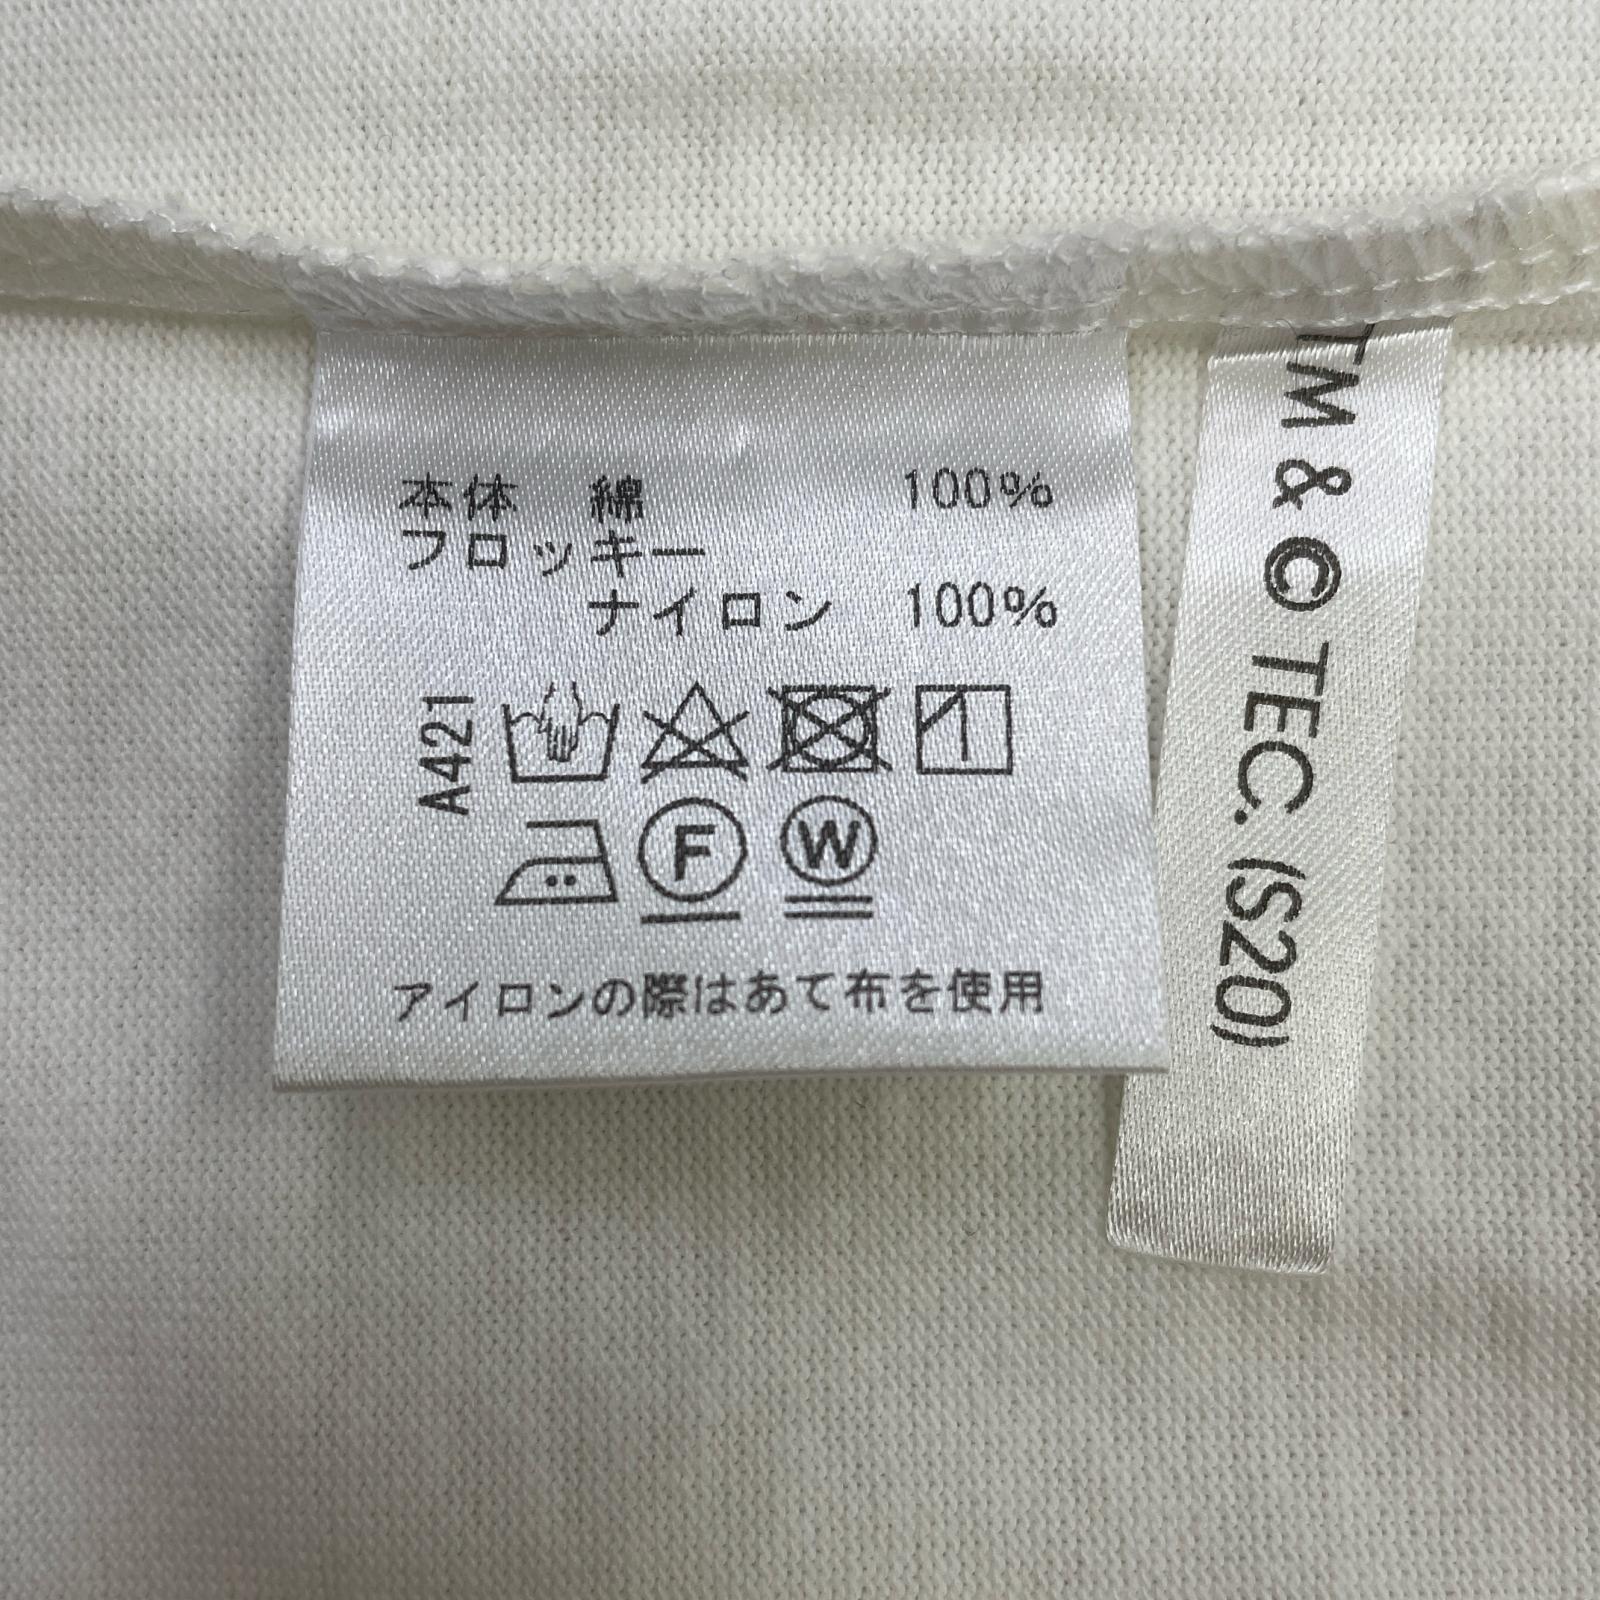 本体 綿 100%
フロッキー
ナイロン 100%
A421
F
W
アイロンの際はあて布を使用
TM & © TEC. (S20)